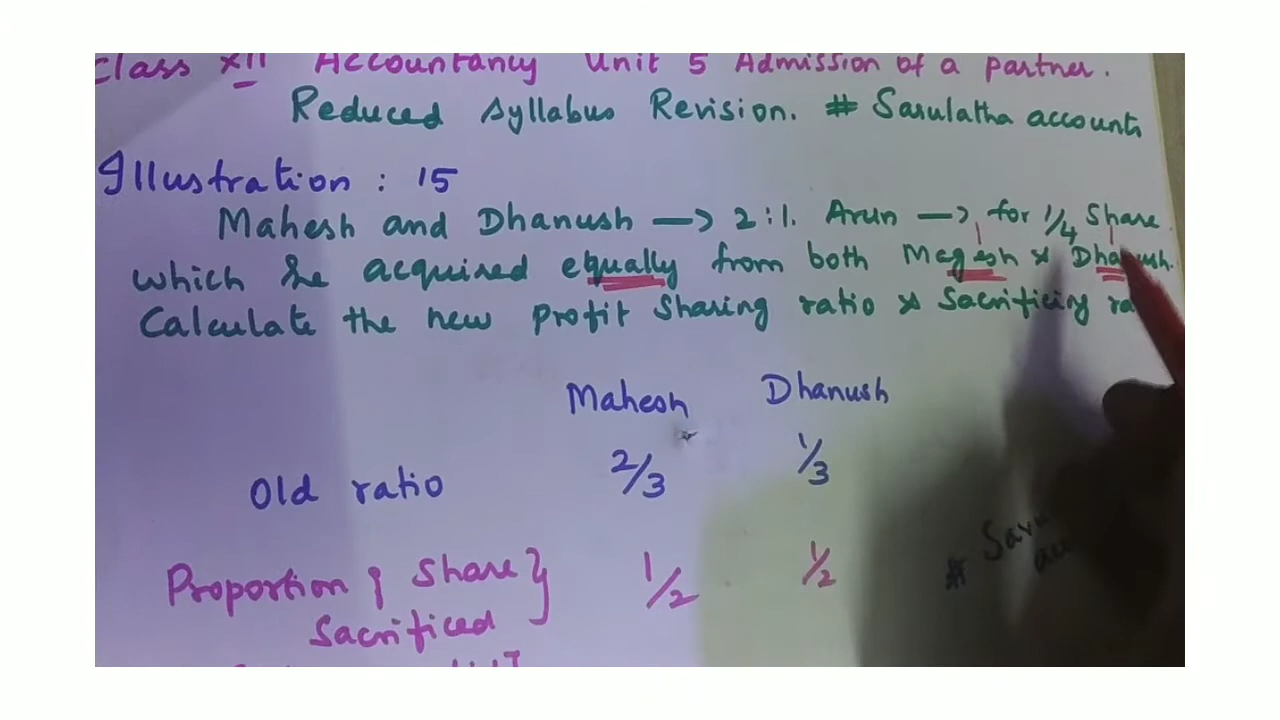 Class XII Accountancy Unit 5 Admission of a partner.
Reduced Syllabus Revision. # Sasulatha accounts
Illustration : 15
Mahesh and Dhanush → 2:1. Arun → for 1/4 Share
which he acquired equally from both Magesh & Dhanush.
Calculate the new profit sharing ratio & Sacrificing
Mahesh Dhanush
Old ratio 2/3 1/3
Proportion of share 1/2 1/2
sacrificed